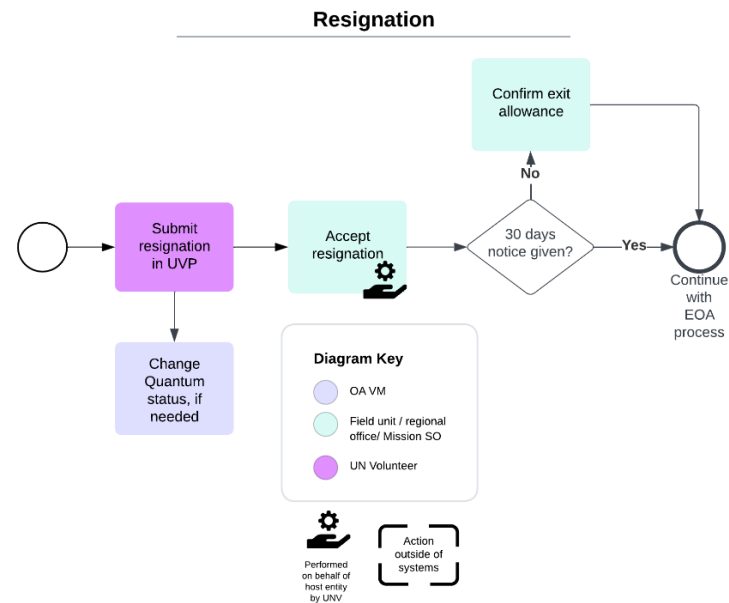 Resignation
Confirm exit
allowance
No
Submit
resignation
in UVP
Accept
resignation
30 days
notice given?
Yes
Continue
with
EOA
process
Change
Quantum
status, if
needed
Diagram Key
OA VM
Field unit / regional
office/ Mission SO
UN Volunteer
Performed
on behalf of
host entity
by UNV
Action
outside of
systems